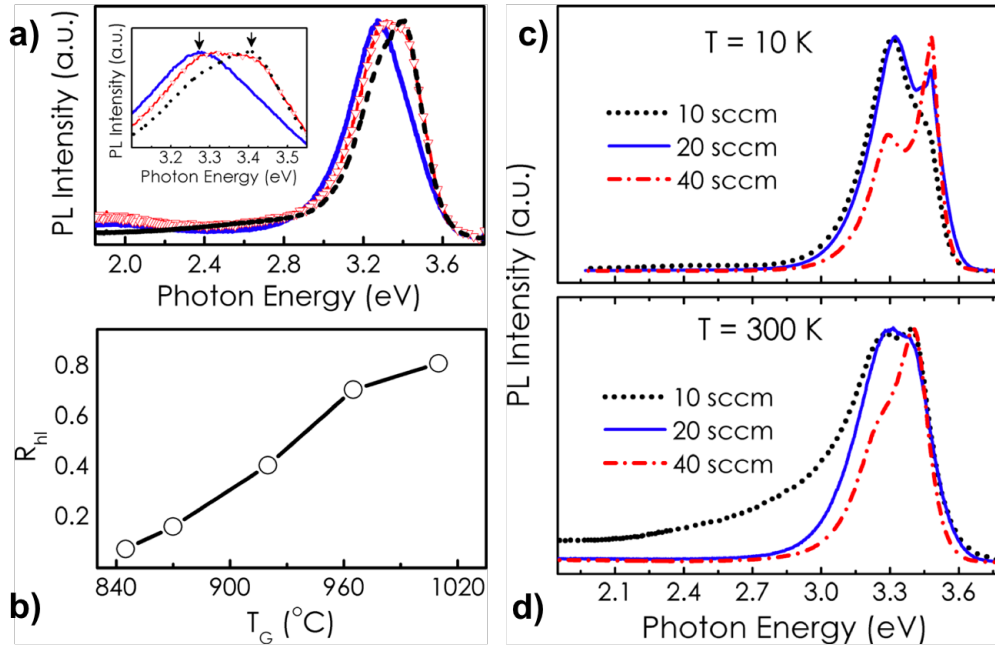 a)
PL Intensity (a.u.)
PL Intensity (a.u.)
3.2 3.3 3.4 3.5
Photon Energy (eV)
2.0 2.4 2.8 3.2 3.6
Photon Energy (eV)
b)
R_hl
0.8
0.6
0.4
0.2
840 900 960 1020
T_G (°C)
c)
T = 10 K
10 sccm
20 sccm
40 sccm
PL Intensity (a.u.)
T = 300 K
10 sccm
20 sccm
40 sccm
d)
2.1 2.4 2.7 3.0 3.3 3.6
Photon Energy (eV)